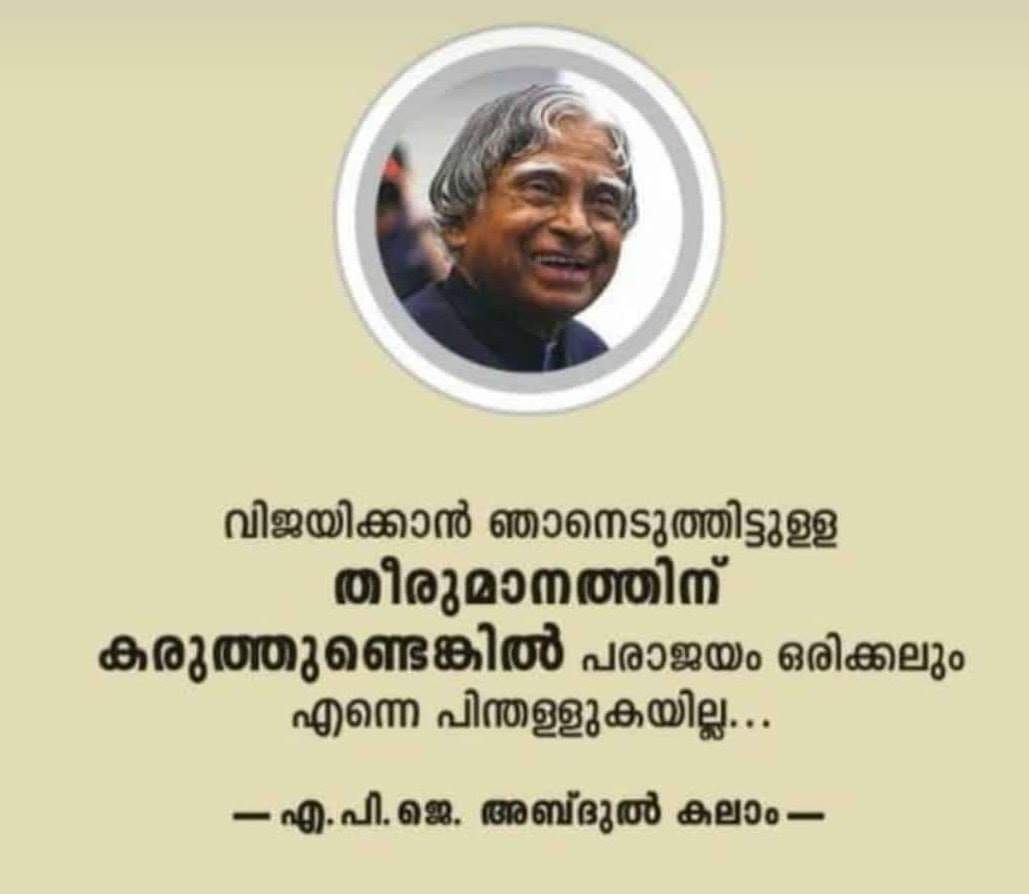 വിജയിക്കാൻ ഞാനെടുത്തിട്ടുള്ള
തീരുമാനത്തിന്
കരുത്തുണ്ടെങ്കിൽ പരാജയം ഒരിക്കലും
എന്നെ പിന്തള്ളുകയില്ല...
— എ.പി.ജെ. അബ്ദുൽ കലാം —